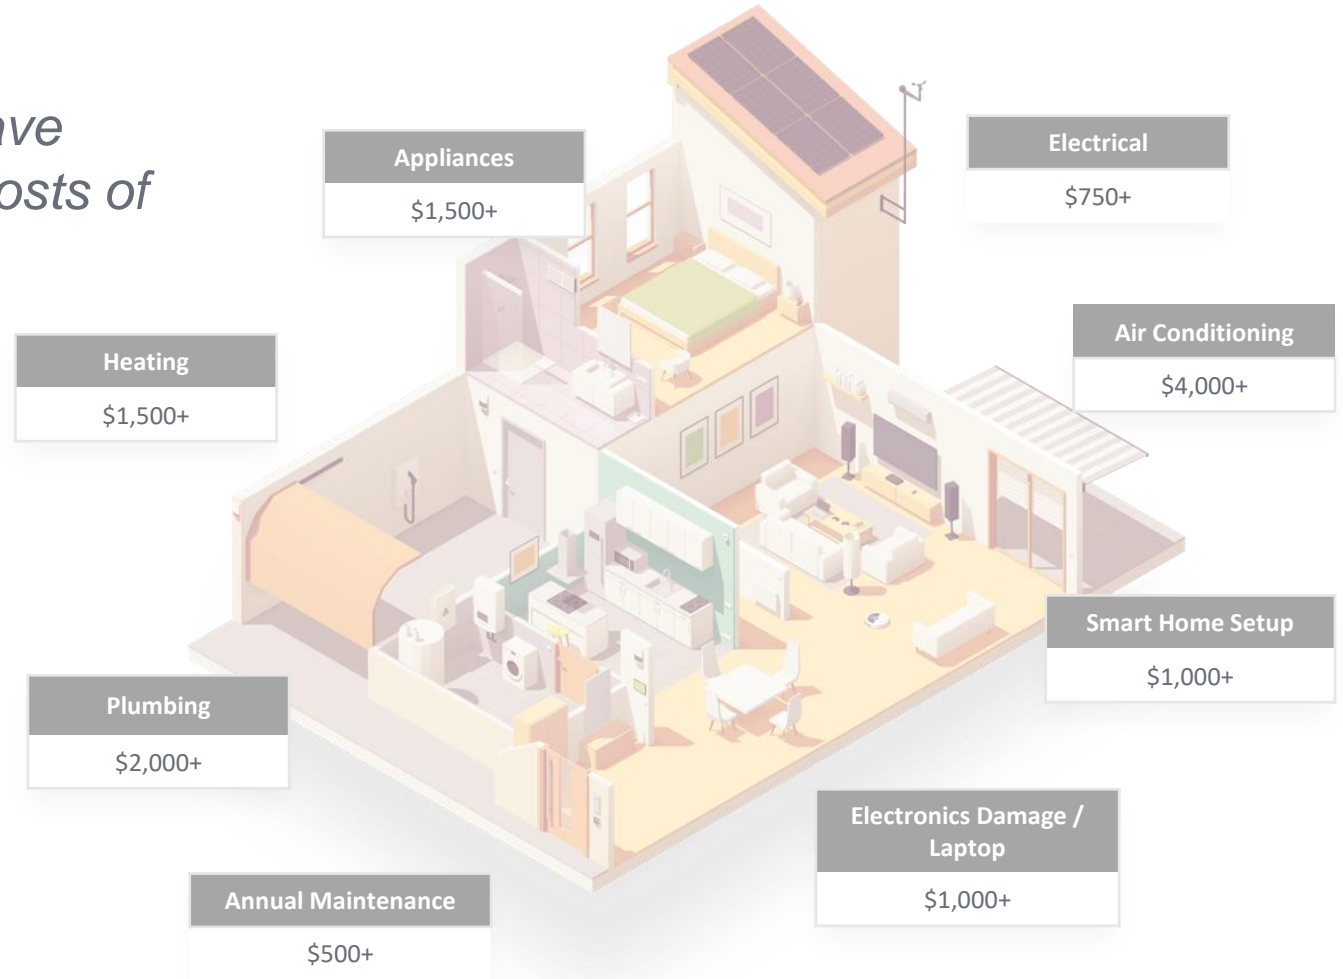 osts of
Appliances
$1,500+
Electrical
$750+
Heating
$1,500+
Air Conditioning
$4,000+
Smart Home Setup
$1,000+
Plumbing
$2,000+
Electronics Damage /
Laptop
$1,000+
Annual Maintenance
$500+